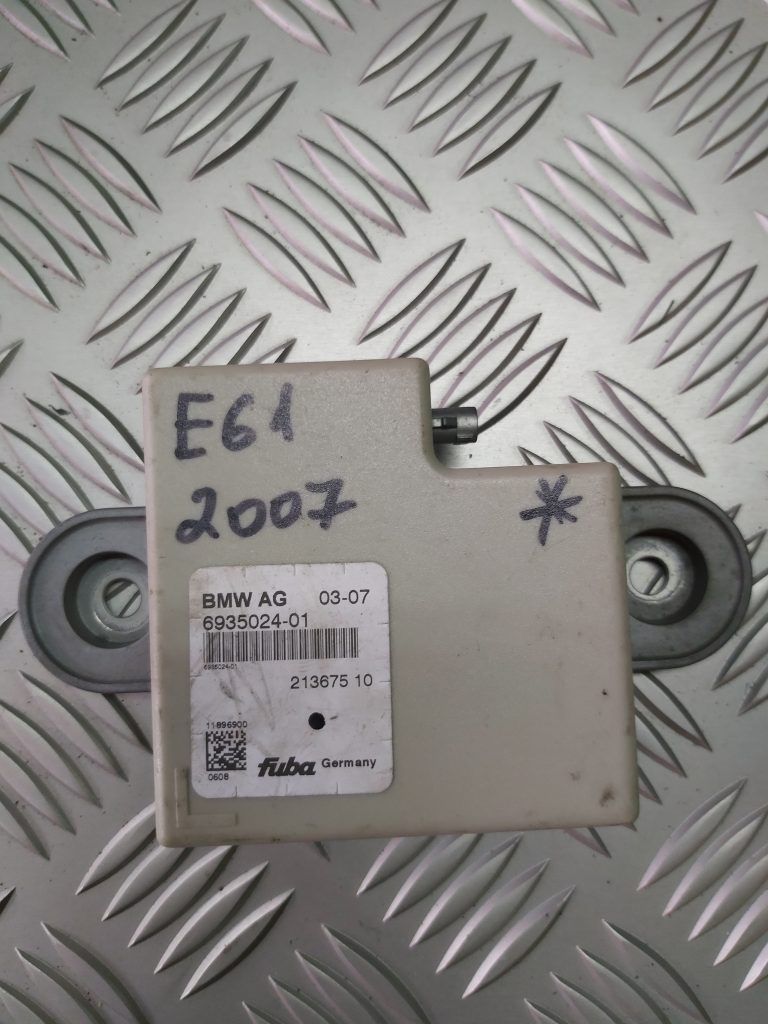 E61
2007 *
BMW AG 03-07
6935024-01
6935024-01
213675 10
11896900
0608
fuba Germany